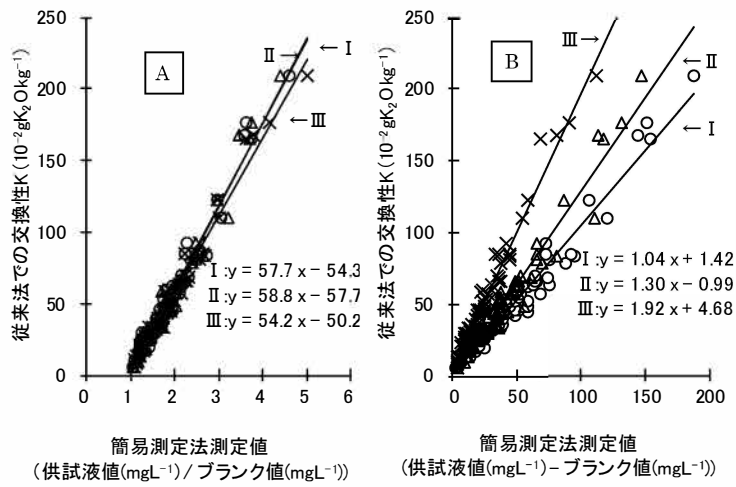 従来法での交換性K(10⁻²gK₂Okg⁻¹)
250
200
150
100
50
0
A
Ⅱ→
←Ⅰ
←Ⅲ
Ⅰ:y = 57.7 x − 54.3
Ⅱ:y = 58.8 x − 57.7
Ⅲ:y = 54.2 x − 50.2
0 1 2 3 4 5 6
簡易測定法測定値
(供試液値(mgL⁻¹)/ブランク値(mgL⁻¹))
従来法での交換性K(10⁻²gK₂Okg⁻¹)
250
200
150
100
50
0
B
Ⅲ→
←Ⅱ
←Ⅰ
Ⅰ:y = 1.04 x + 1.42
Ⅱ:y = 1.30 x − 0.99
Ⅲ:y = 1.92 x + 4.68
0 50 100 150 200
簡易測定法測定値
(供試液値(mgL⁻¹)−ブランク値(mgL⁻¹))